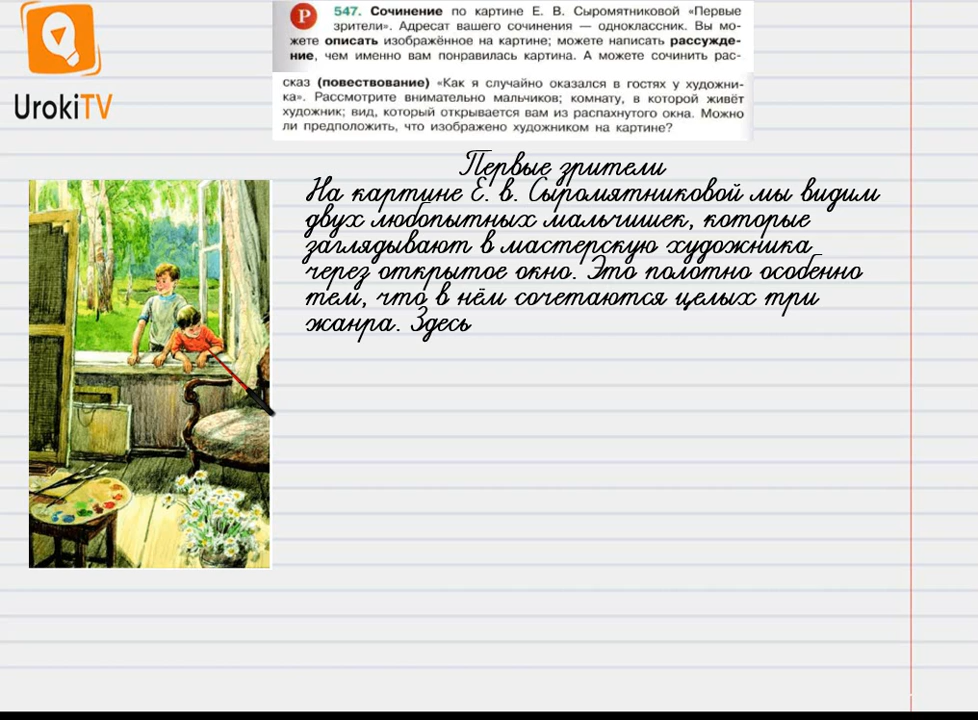 547. Сочинение по картине Е. В. Сыромятниковой «Первые
зрители». Адресат вашего сочинения — одноклассник. Вы мо-
жете описать изображённое на картине; можете написать рассужде-
ние, чем именно вам понравилась картина. А можете сочинить рас-
сказ (повествование) «Как я случайно оказался в гостях у художни-
ка». Рассмотрите внимательно мальчиков; комнату, в которой живёт
художник; вид, который открывается вам из распахнутого окна. Можно
ли предположить, что изображено художником на картине?
Р
UrokiTV
Первые зрители
На картине Е. В. Сыромятниковой мы видим
двух любопытных мальчишек, которые
заглядывают в мастерскую художника
через открытое окно. Это полотно особенно
тем, что в нём сочетаются целых три
жанра. Здесь